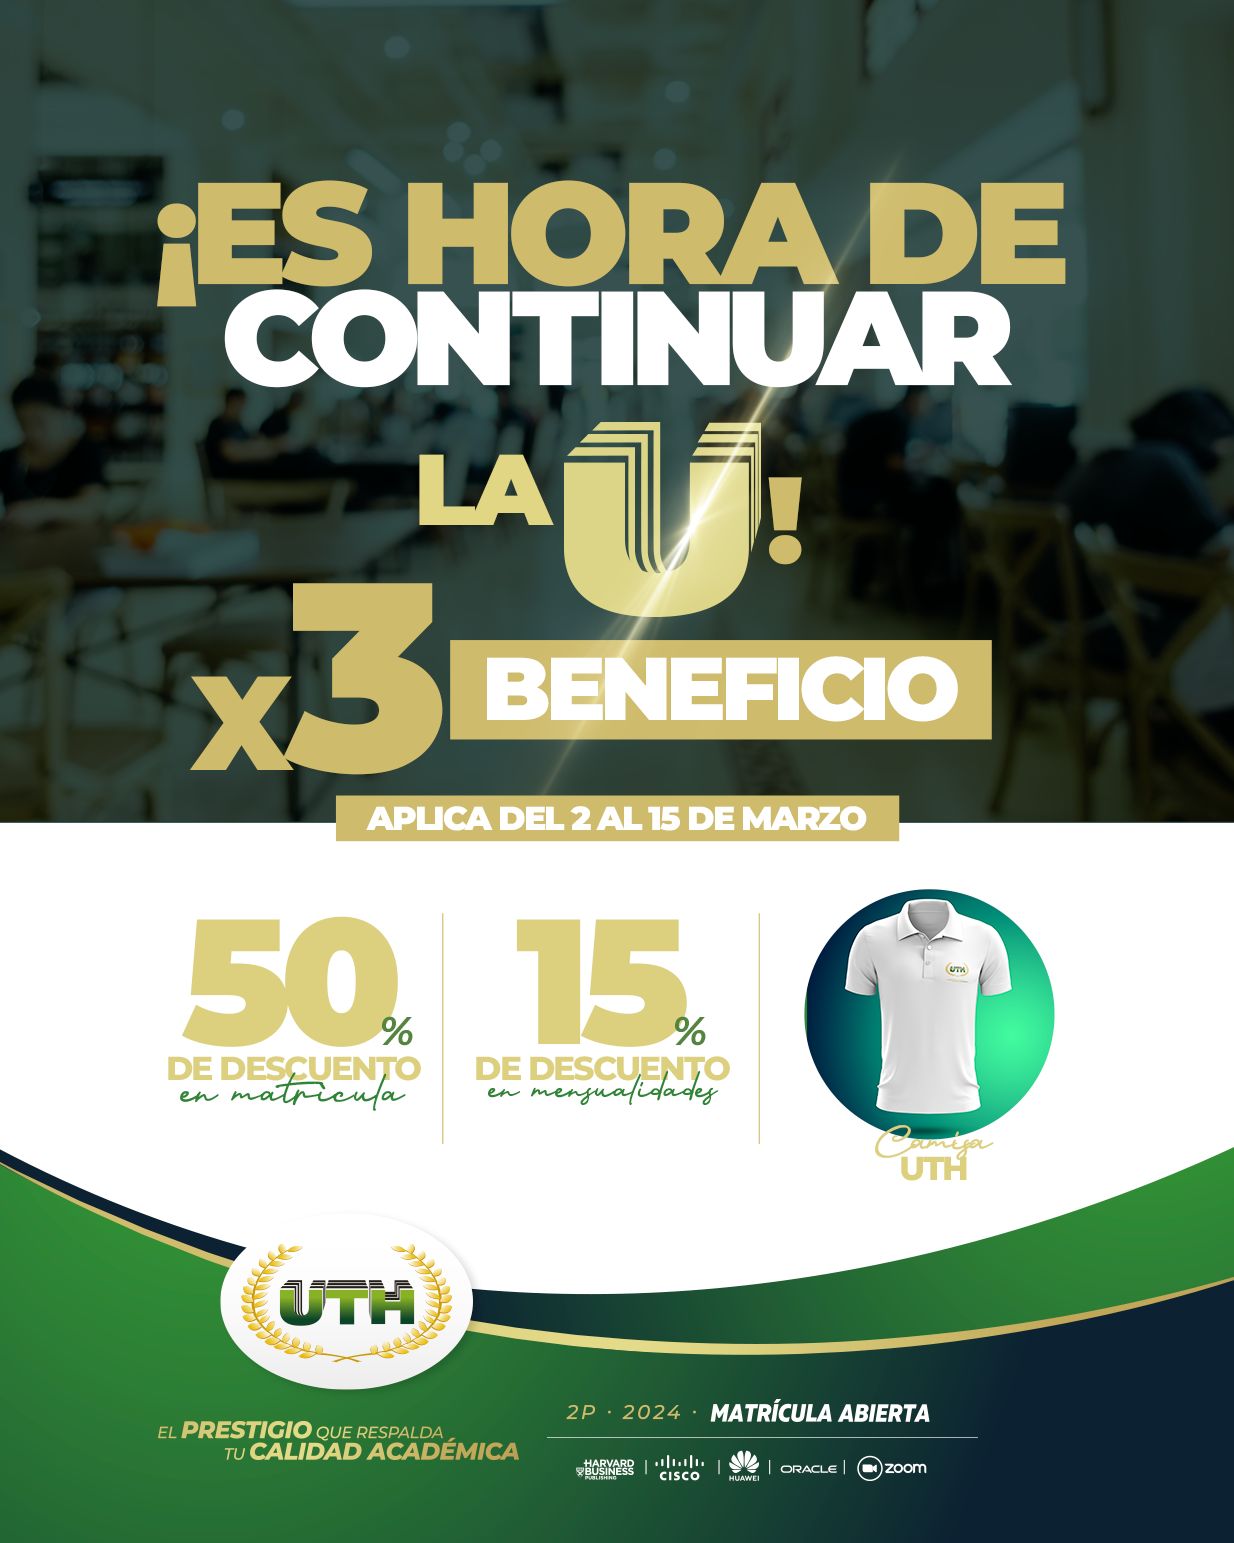 ¡ES HORA DE
CONTINUAR
LA U!
x3 BENEFICIO
APLICA DEL 2 AL 15 DE MARZO
50%
DE DESCUENTO
en matrícula
15%
DE DESCUENTO
en mensualidades
UTH
Camisa
UTH
UTH
EL PRESTIGIO QUE RESPALDA
TU CALIDAD ACADÉMICA
2P · 2024 · MATRÍCULA ABIERTA
HARVARD
BUSINESS
PUBLISHING
CISCO
HUAWEI
ORACLE
zoom